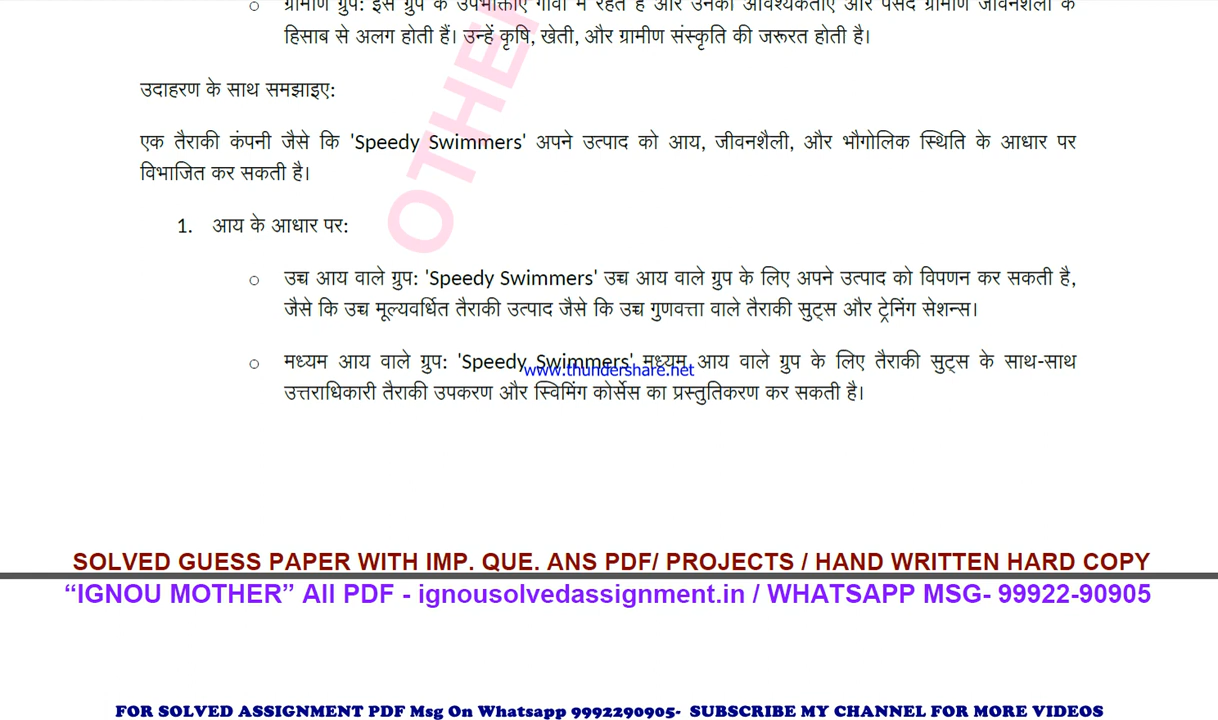 ग्रामीण ग्रुप: इस ग्रुप के उपभोक्ताएं गांवों में रहते हैं और उनकी आवश्यकताएं और पसंद ग्रामीण जीवनशैली के
हिसाब से अलग होती हैं। उन्हें कृषि, खेती, और ग्रामीण संस्कृति की जरूरत होती है।
उदाहरण के साथ समझाइए:
एक तैराकी कंपनी जैसे कि 'Speedy Swimmers' अपने उत्पाद को आय, जीवनशैली, और भौगोलिक स्थिति के आधार पर
विभाजित कर सकती है।
1. आय के आधार पर:
○ उच्च आय वाले ग्रुप: 'Speedy Swimmers' उच्च आय वाले ग्रुप के लिए अपने उत्पाद को विपणन कर सकती है,
जैसे कि उच्च मूल्यवर्धित तैराकी उत्पाद जैसे कि उच्च गुणवत्ता वाले तैराकी सुट्स और ट्रेनिंग सेशन्स।
○ मध्यम आय वाले ग्रुप: 'Speedy Swimmers' मध्यम आय वाले ग्रुप के लिए तैराकी सुट्स के साथ-साथ
www.thundershare.net
उत्तराधिकारी तैराकी उपकरण और स्विमिंग कोर्सेस का प्रस्तुतिकरण कर सकती है।
OTHER
SOLVED GUESS PAPER WITH IMP. QUE. ANS PDF/ PROJECTS / HAND WRITTEN HARD COPY
“IGNOU MOTHER” All PDF - ignousolvedassignment.in / WHATSAPP MSG- 99922-90905
FOR SOLVED ASSIGNMENT PDF Msg On Whatsapp 9992290905- SUBSCRIBE MY CHANNEL FOR MORE VIDEOS